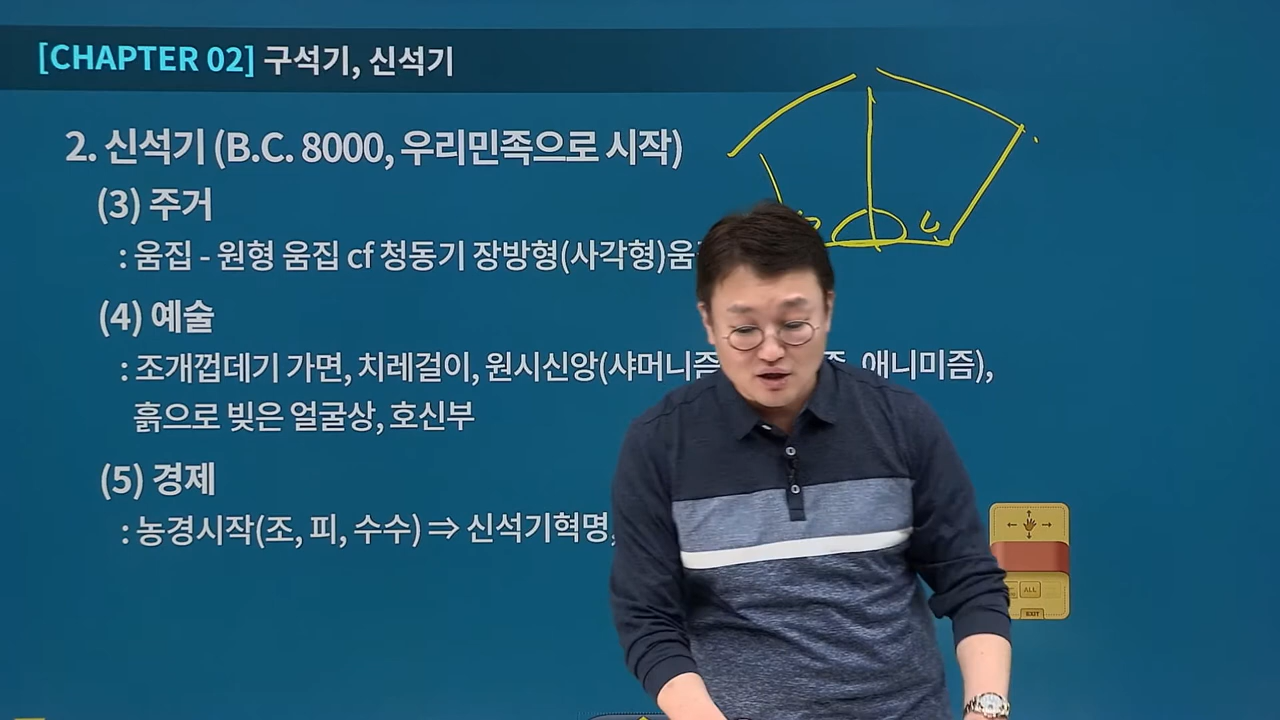 [CHAPTER 02] 구석기, 신석기
2. 신석기 (B.C. 8000, 우리민족으로 시작)
(3) 주거
: 움집 - 원형 움집 cf 청동기 장방형(사각형)움
(4) 예술
: 조개껍데기 가면, 치레걸이, 원시신앙(샤머니즘 애니미즘),
흙으로 빚은 얼굴상, 호신부
(5) 경제
: 농경시작(조, 피, 수수) ⇒ 신석기혁명,
ALL
EXIT